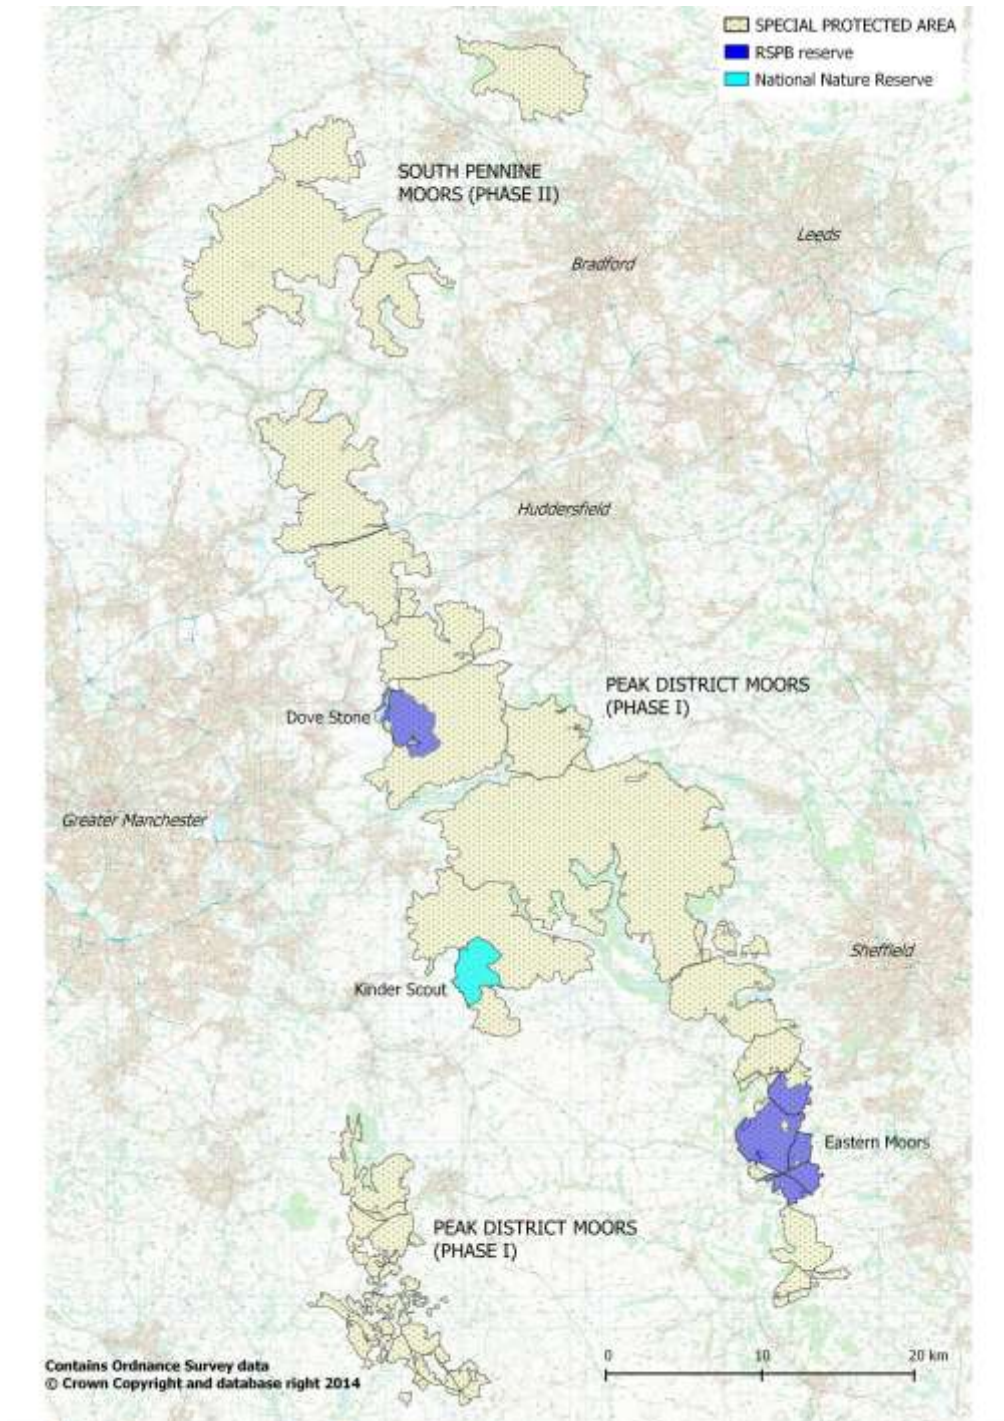 SPECIAL PROTECTED AREA
RSPB reserve
National Nature Reserve
SOUTH PENNINE
MOORS (PHASE II)
Leeds
Bradford
Huddersfield
PEAK DISTRICT MOORS
(PHASE I)
Dove Stone
Greater Manchester
Sheffield
Kinder Scout
Eastern Moors
PEAK DISTRICT MOORS
(PHASE I)
0 10 20 km
Contains Ordnance Survey data
© Crown Copyright and database right 2014